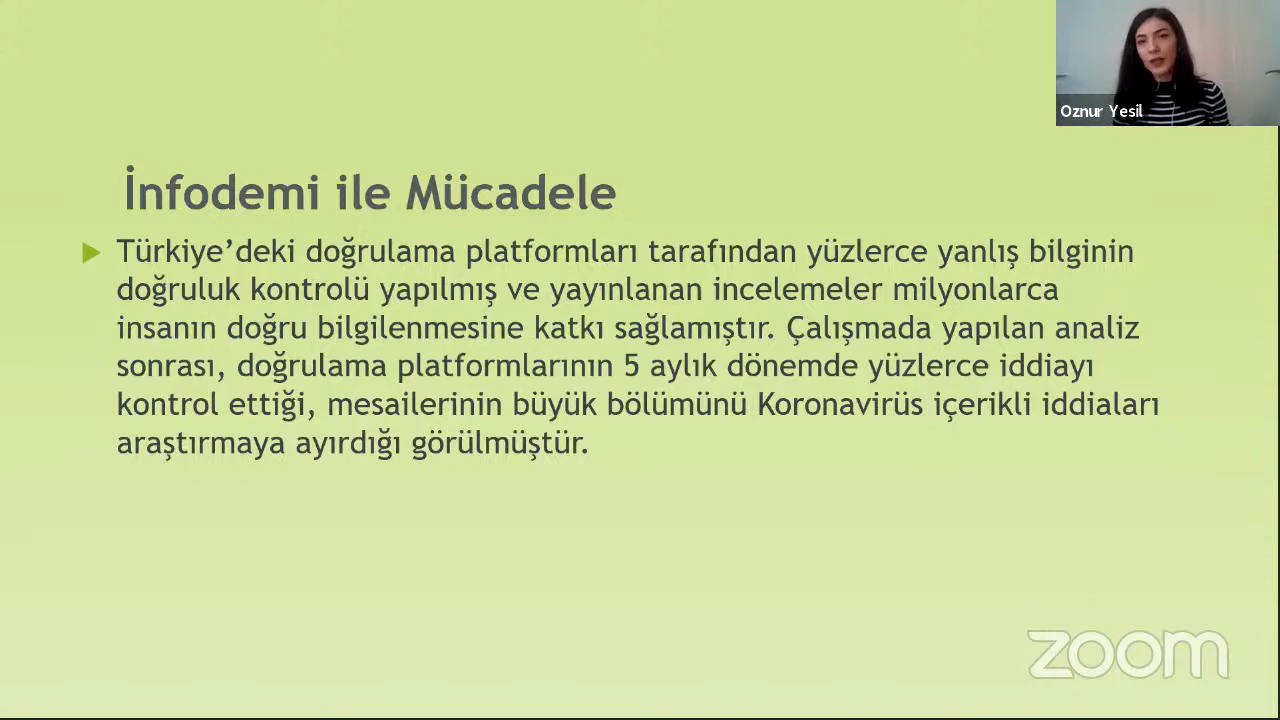 Oznur Yesil
İnfodemi ile Mücadele
Türkiye’deki doğrulama platformları tarafından yüzlerce yanlış bilginin
doğruluk kontrolü yapılmış ve yayınlanan incelemeler milyonlarca
insanın doğru bilgilenmesine katkı sağlamıştır. Çalışmada yapılan analiz
sonrası, doğrulama platformlarının 5 aylık dönemde yüzlerce iddiayı
kontrol ettiği, mesailerinin büyük bölümünü Koronavirüs içerikli iddiaları
araştırmaya ayırdığı görülmüştür.
zoom